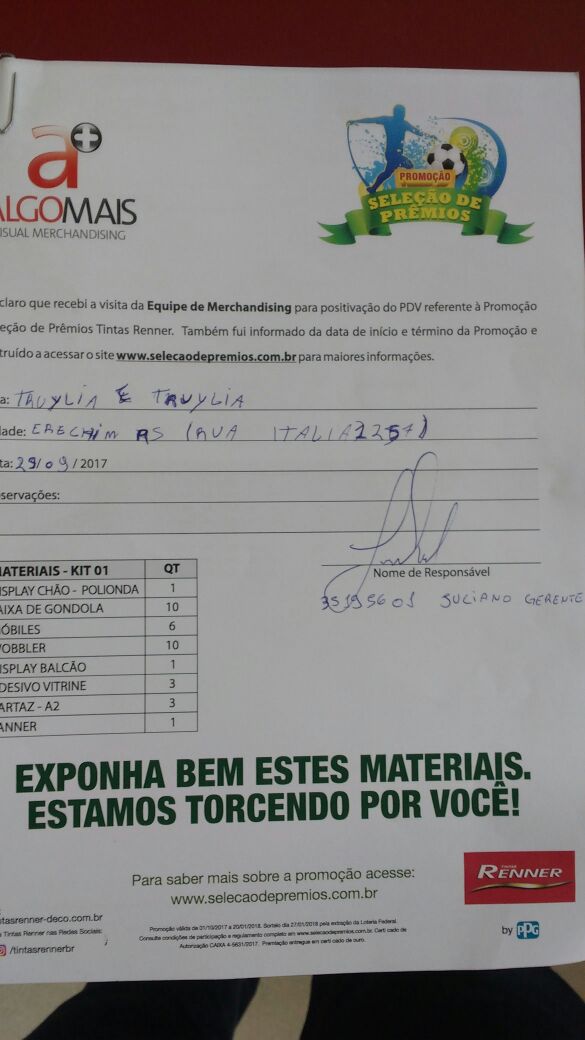 a+
ALGOMAIS
VISUAL MERCHANDISING
PROMOÇÃO
SELEÇÃO DE
PRÊMIOS
claro que recebi a visita da Equipe de Merchandising para positivação do PDV referente à Promoção
eção de Prêmios Tintas Renner. Também fui informado da data de início e término da Promoção e
truído a acessar o site www.selecaodepremios.com.br para maiores informações.
a: TRUYLIA E TRUYLIA
dade: ERECHIM RS (RUA ITALIA 1257)
ta: 29/09/2017
servações:
Nome de Responsável
35195601 JULIANO GERENTE
MATERIAIS - KIT 01 QT
ISPLAY CHÃO - POLIONDA 1
AIXA DE GONDOLA 10
ÓBILES 6
OBBLER 10
ISPLAY BALCÃO 1
DESIVO VITRINE 3
ARTAZ - A2 3
ANNER 1
EXPONHA BEM ESTES MATERIAIS.
ESTAMOS TORCENDO POR VOCÊ!
Para saber mais sobre a promoção acesse:
www.selecaodepremios.com.br
TINTAS
RENNER
by PPG
tasrenner-deco.com.br
a Tintas Renner nas Redes Sociais:
/tintasrennerbr
Promoção válida de 01/10/2017 a 20/01/2018. Sorteio dia 27/01/2018 pela extração da Loteria Federal.
Consulte condições de participação e regulamento completo em www.selecaodepremios.com.br. Certificado de
Autorização CAIXA 4-5631/2017. Premiação entregue em certificado de ouro.